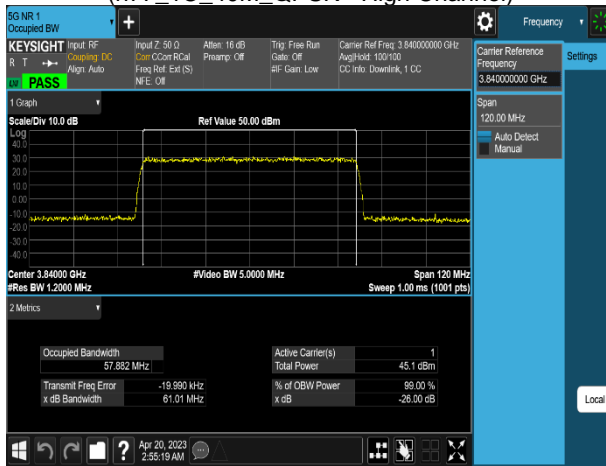 5G NR 1
Occupied BW
Frequency
KEYSIGHT
R T
PASS
Input: RF
Coupling: DC
Align: Auto
Input Z: 50 Ω
Corr CCorr RCal
Freq Ref: Ext (S)
NFE: Off
Atten: 16 dB
Preamp: Off
Trig: Free Run
Gate: Off
#IF Gain: Low
Carrier Ref Freq: 3.840000000 GHz
Avg|Hold: 100/100
CC Info: Downlink, 1 CC
Carrier Reference
Frequency
3.840000000 GHz
Span
120.00 MHz
Auto Detect
Manual
Settings
Local
1 Graph
Scale/Div 10.0 dB
Ref Value 50.00 dBm
Log
40.0
30.0
20.0
10.0
0.00
-10.0
-20.0
-30.0
-40.0
Center 3.84000 GHz
#Video BW 5.0000 MHz
Span 120 MHz
#Res BW 1.2000 MHz
Sweep 1.00 ms (1001 pts)
2 Metrics
Occupied Bandwidth
57.882 MHz
Active Carrier(s) 1
Total Power 45.1 dBm
Transmit Freq Error -19.990 kHz
% of OBW Power 99.00 %
x dB Bandwidth 61.01 MHz
x dB -26.00 dB
Apr 20, 2023
2:55:19 AM